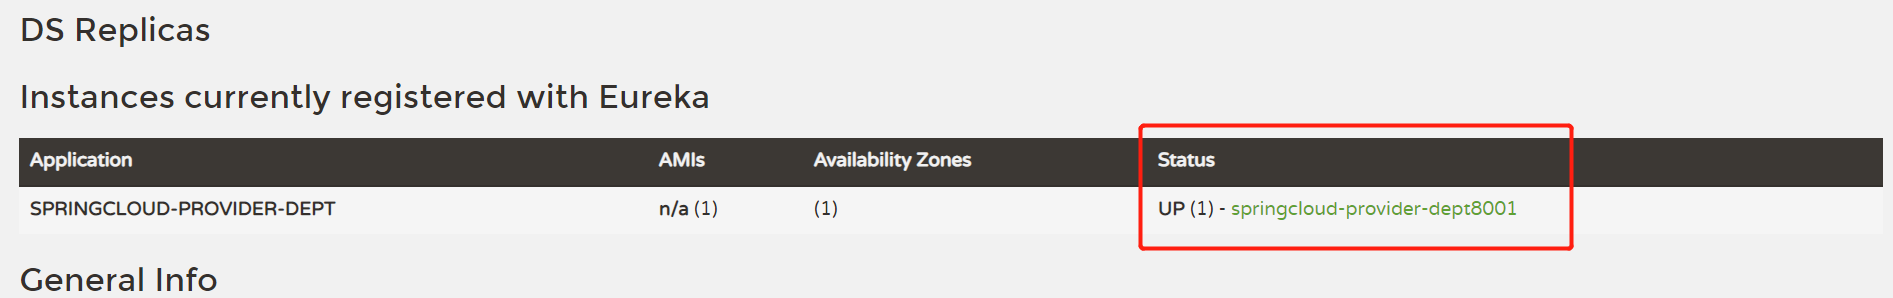 DS Replicas
Instances currently registered with Eureka
Application AMIs Availability Zones Status
SPRINGCLOUD-PROVIDER-DEPT n/a (1) (1) UP (1) - springcloud-provider-dept8001
General Info